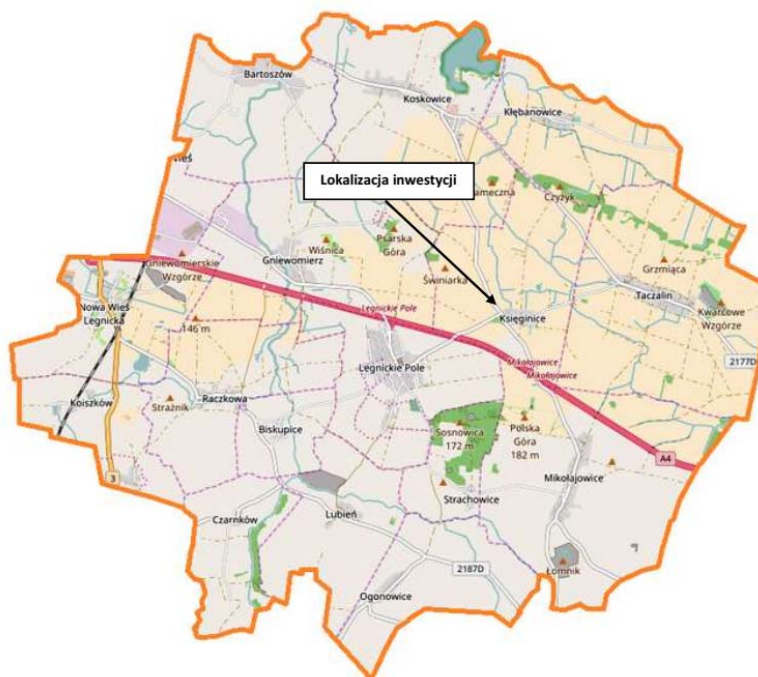 Bartoszów
Koskowice
Kłębanowice
Lokalizacja inwestycji
Czyżyk
Psarska
Góra
Wiśnica
Gniewomierz
Gniewomierskie
Wzgórze
Świniarka
Grzmiąca
Taczalin
Kwarcowe
Wzgórze
Nowa Wieś
Legnicka
146 m
Legnickie Pole
Księginice
2177D
Mikołajowice
Mikołajowice
Legnickie Pole
Koiszków
Strażnik
Raczkowa
Biskupice
Sosnowica
172 m
Polska
Góra
182 m
A4
3
Mikołajowice
Strachowice
Czarnków
Lubień
2187D
Łomnik
Ogonowice